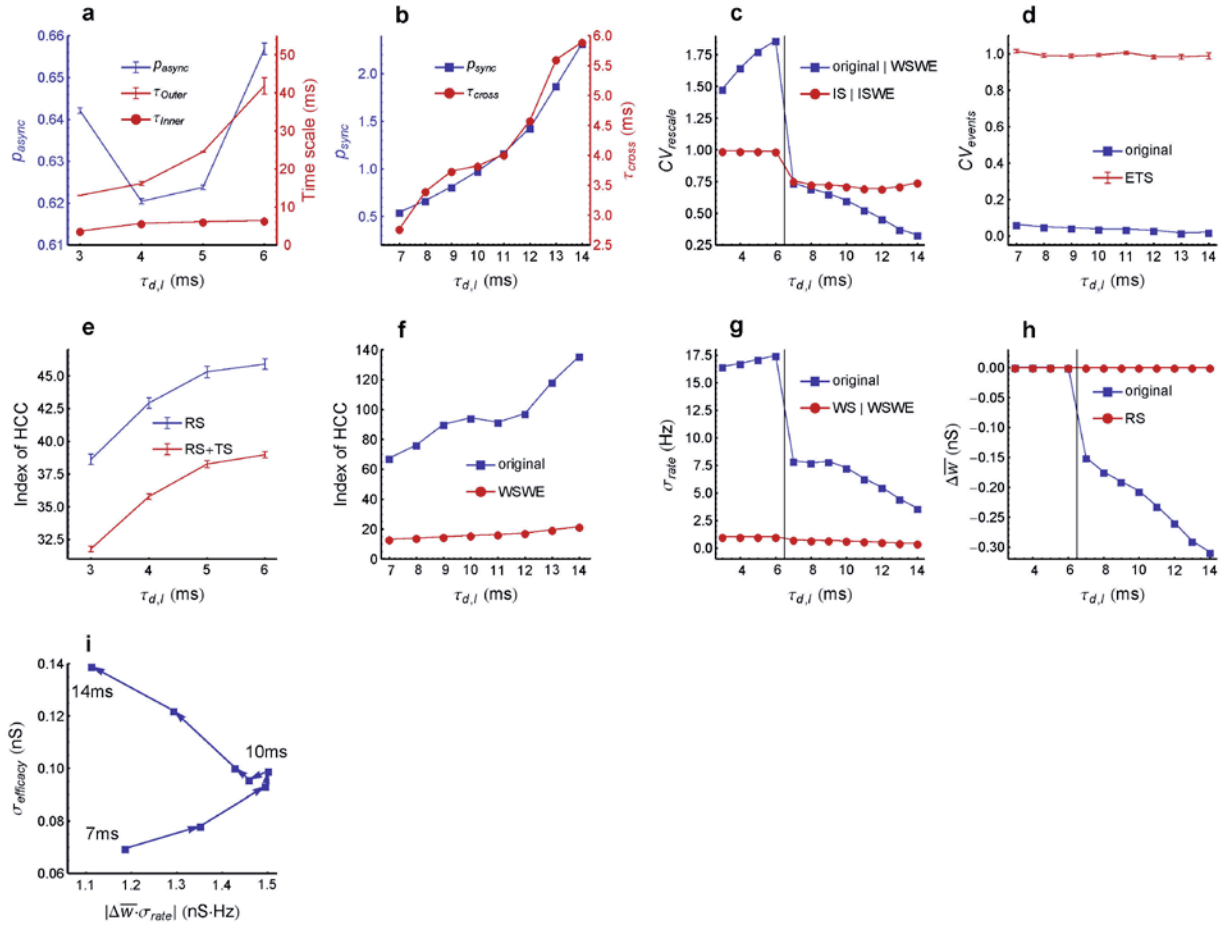 a
b
c
d
0.66
0.65
0.64
0.63
0.62
0.61
p_async
p_async
τ_Outer
τ_Inner
50
40
30
20
10
0
Time scale (ms)
3 4 5 6
τ_d,I (ms)
2.0
1.5
1.0
0.5
p_sync
p_sync
τ_cross
6.0
5.5
5.0
4.5
4.0
3.5
3.0
2.5
τ_cross (ms)
7 8 9 10 11 12 13 14
τ_d,I (ms)
1.75
1.50
1.25
1.00
0.75
0.50
0.25
CV_rescale
original | WSWE
IS | ISWE
4 6 8 10 12 14
τ_d,I (ms)
1.0
0.8
0.6
0.4
0.2
0.0
CV_events
original
ETS
7 8 9 10 11 12 13 14
τ_d,I (ms)
e
f
g
h
45.0
42.5
40.0
37.5
35.0
32.5
Index of HCC
RS
RS+TS
3 4 5 6
τ_d,I (ms)
140
120
100
80
60
40
20
0
Index of HCC
original
WSWE
7 8 9 10 11 12 13 14
τ_d,I (ms)
17.5
15.0
12.5
10.0
7.5
5.0
2.5
0.0
σ_rate (Hz)
original
WS | WSWE
4 6 8 10 12 14
τ_d,I (ms)
0.00
−0.05
−0.10
−0.15
−0.20
−0.25
−0.30
Δw̅ (nS)
original
RS
4 6 8 10 12 14
τ_d,I (ms)
i
0.14
0.12
0.10
0.08
0.06
σ_efficacy (nS)
14ms
10ms
7ms
1.1 1.2 1.3 1.4 1.5
|Δw̅·σ_rate| (nS·Hz)